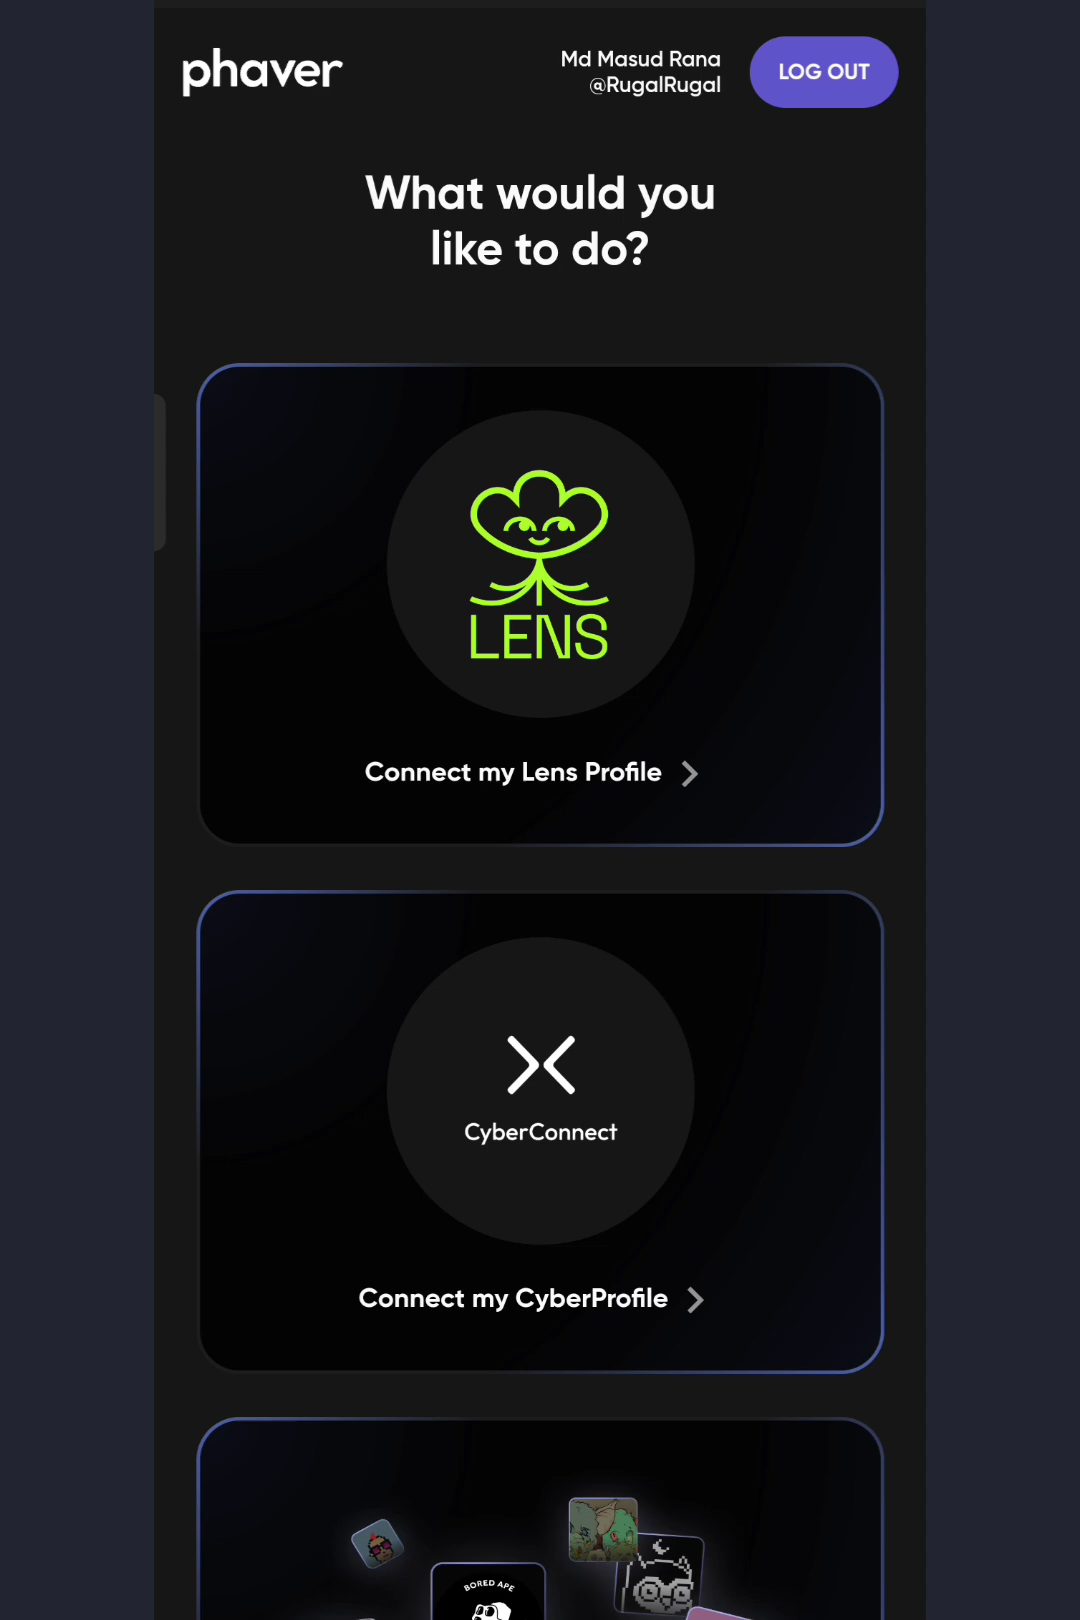 phaver
Md Masud Rana
@RugalRugal
LOG OUT
What would you
like to do?
LENS
Connect my Lens Profile
CyberConnect
Connect my CyberProfile
BORED APE